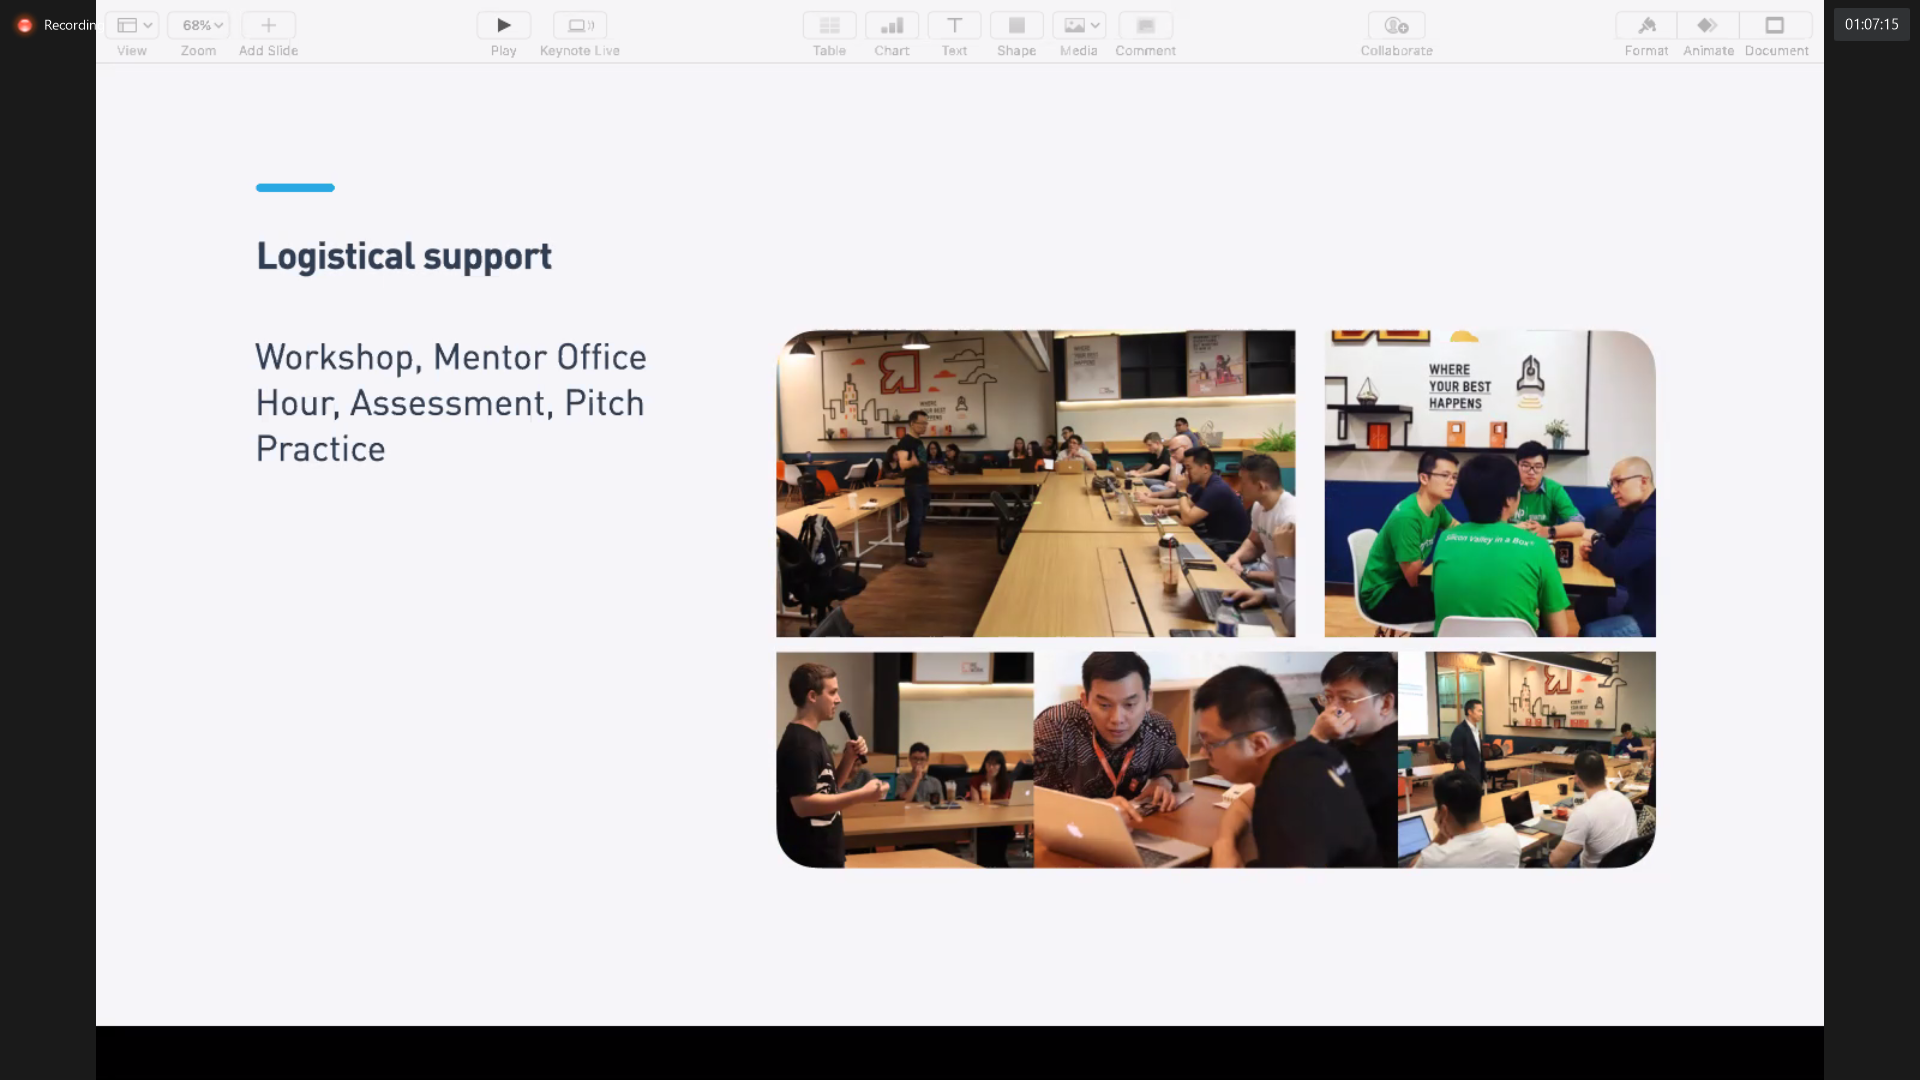 Recording
01:07:15
68%
View
Zoom
Add Slide
Play
Keynote Live
Table
Chart
Text
Shape
Media
Comment
Collaborate
Format
Animate
Document
Logistical support
Workshop, Mentor Office
Hour, Assessment, Pitch
Practice
WHERE
YOUR BEST
HAPPENS
Silicon Valley in a Box